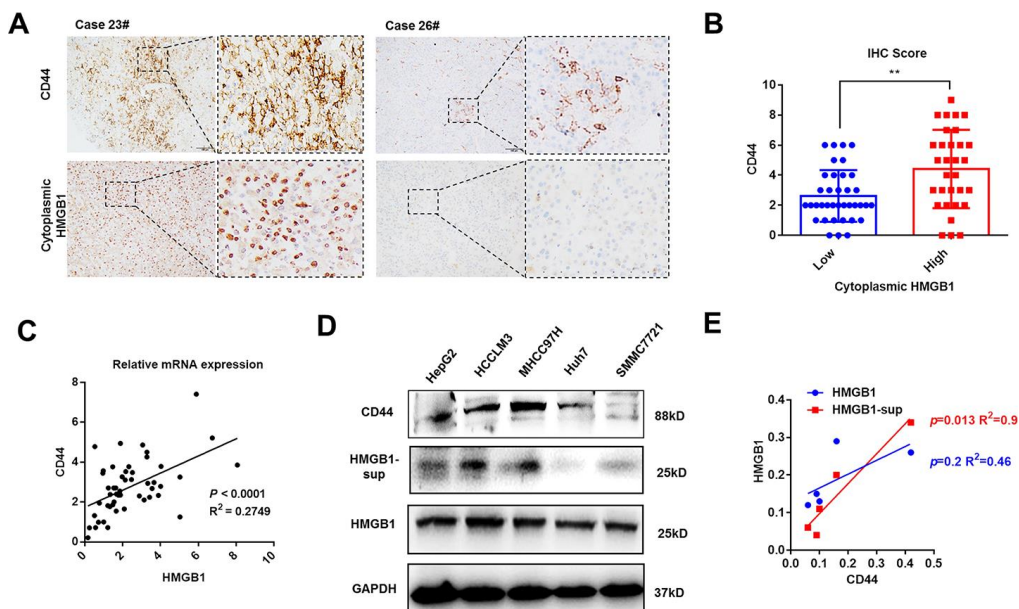 A
Case 23#
Case 26#
CD44
Cytoplasmic
HMGB1
B
IHC Score
**
CD44
10
8
6
4
2
0
Low
High
Cytoplasmic HMGB1
C
Relative mRNA expression
CD44
8
6
4
2
0
P < 0.0001
R² = 0.2749
0
2
4
6
8
10
HMGB1
D
HepG2
HCCLM3
MHCC97H
Huh7
SMMC7721
CD44
88kD
HMGB1-
sup
25kD
HMGB1
25kD
GAPDH
37kD
E
HMGB1
HMGB1-sup
p=0.013 R²=0.9
p=0.2 R²=0.46
HMGB1
0.4
0.3
0.2
0.1
0.0
0.0
0.1
0.2
0.3
0.4
0.5
CD44